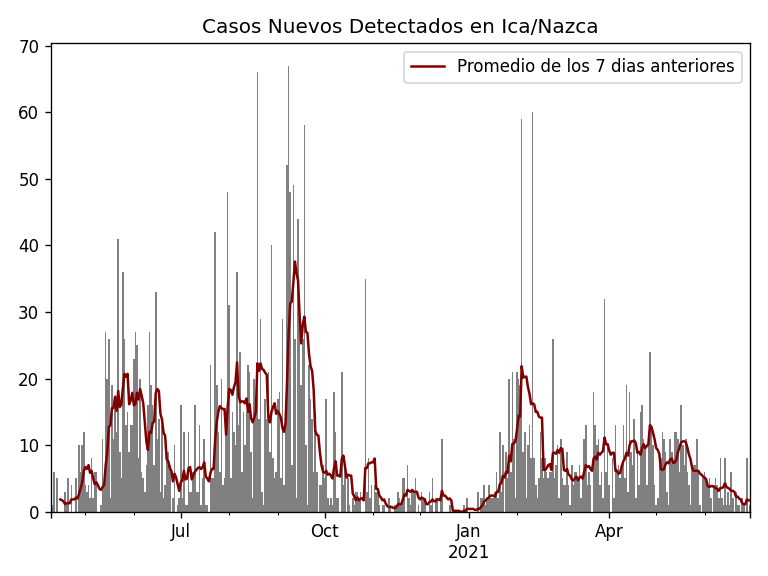 Casos Nuevos Detectados en Ica/Nazca
Promedio de los 7 dias anteriores
70
60
50
40
30
20
10
0
Jul
Oct
Jan
Apr
2021